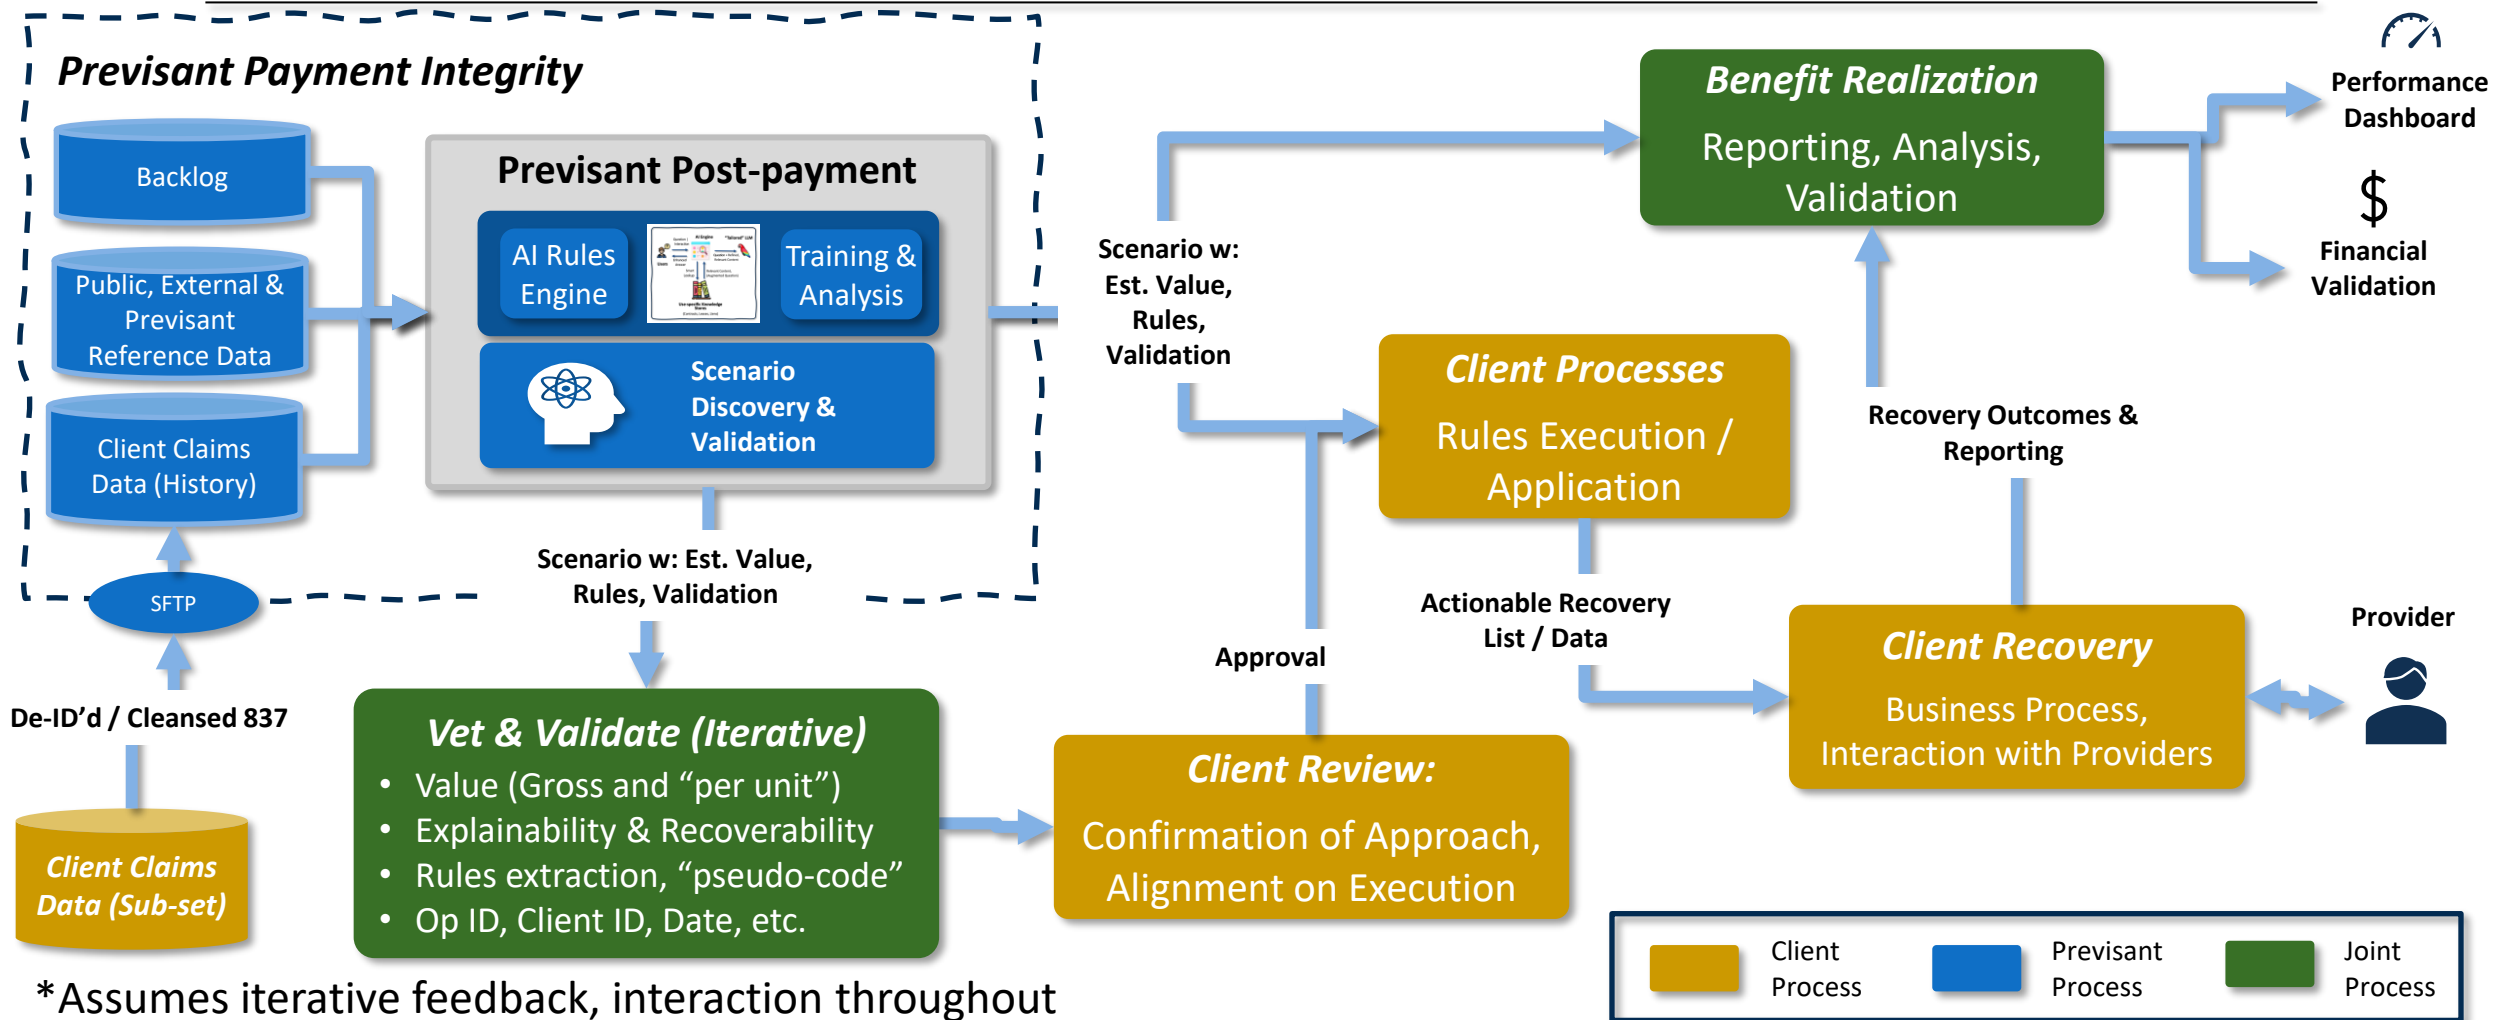 Previsant Payment Integrity
Backlog
Public, External &
Previsant
Reference Data
Client Claims
Data (History)
SFTP
De-ID’d / Cleansed 837
Client Claims
Data (Sub-set)
Previsant Post-payment
AI Rules
Engine
AI Engine
"Tailored" LLM
Users
Training &
Analysis
Scenario
Discovery &
Validation
Scenario w: Est. Value,
Rules, Validation
Vet & Validate (Iterative)
• Value (Gross and “per unit”)
• Explainability & Recoverability
• Rules extraction, “pseudo-code”
• Op ID, Client ID, Date, etc.
Scenario w:
Est. Value,
Rules,
Validation
Approval
Client Review:
Confirmation of Approach,
Alignment on Execution
Client Processes
Rules Execution /
Application
Actionable Recovery
List / Data
Client Recovery
Business Process,
Interaction with Providers
Provider
Recovery Outcomes &
Reporting
Benefit Realization
Reporting, Analysis,
Validation
Performance
Dashboard
$
Financial
Validation
Client
Process
Previsant
Process
Joint
Process
*Assumes iterative feedback, interaction throughout